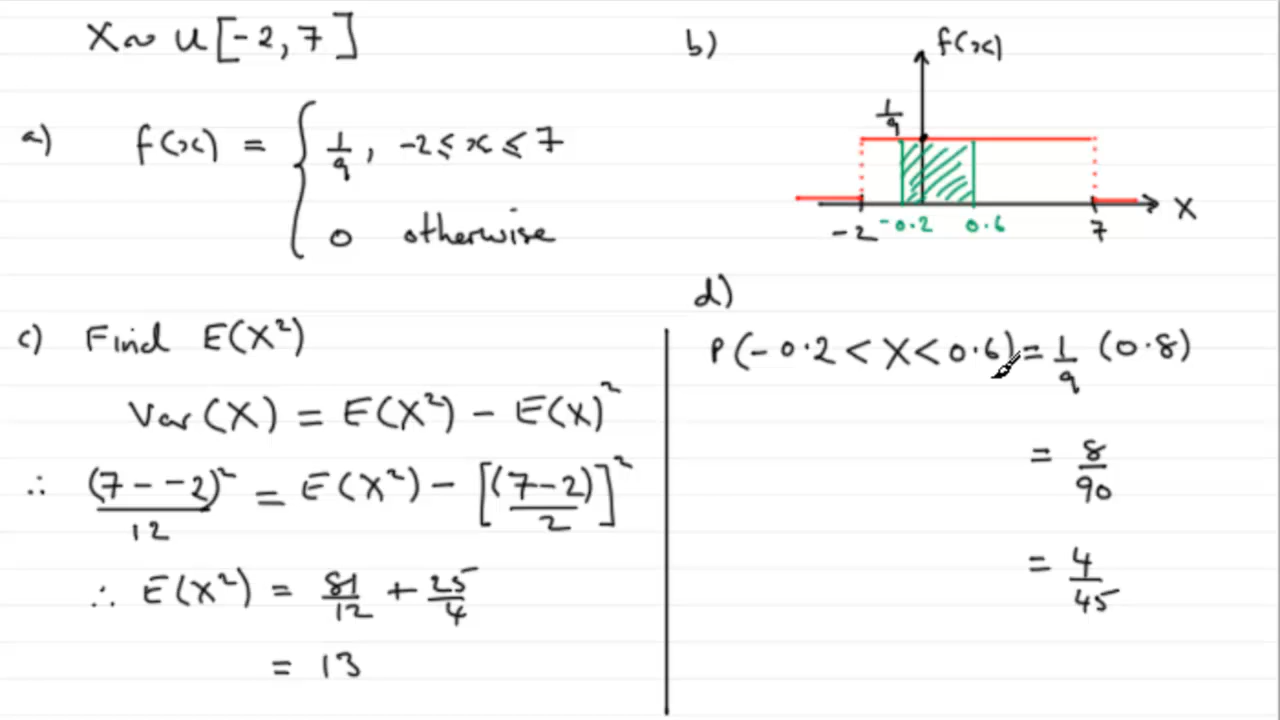 X ~ U [-2, 7]
a) f(x) = { 1/9, -2 ≤ x ≤ 7
0 otherwise
b) f(x)
1/9
-2 -0.2 0.6 7 X
c) Find E(X²)
Var(X) = E(X²) - E(X)²
∴ (7 - -2)²/12 = E(X²) - [(7-2)/2]²
∴ E(X²) = 81/12 + 25/4
= 13
d)
P(-0.2 < X < 0.6) = 1/9 (0.8)
= 8/90
= 4/45